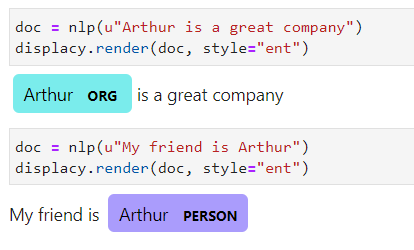 doc = nlp(u"Arthur is a great company")
displacy.render(doc, style="ent")
Arthur ORG is a great company
doc = nlp(u"My friend is Arthur")
displacy.render(doc, style="ent")
My friend is Arthur PERSON